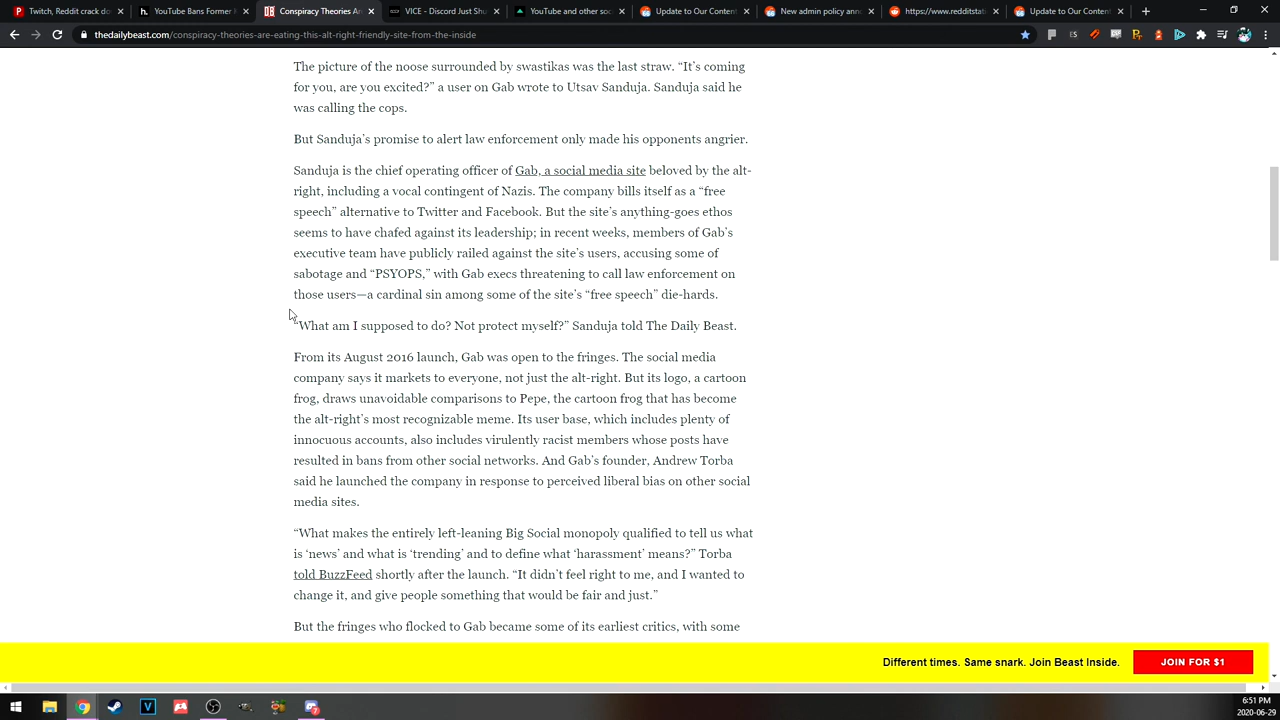 Twitch, Reddit crack do
YouTube Bans Former K
Conspiracy Theories Ar
VICE - Discord Just Shu
YouTube and other soc
Update to Our Content
New admin policy ann
https://www.redditstat
Update to Our Content
thedailybeast.com/conspiracy-theories-are-eating-this-alt-right-friendly-site-from-the-inside
The picture of the noose surrounded by swastikas was the last straw. “It’s coming
for you, are you excited?” a user on Gab wrote to Utsav Sanduja. Sanduja said he
was calling the cops.
But Sanduja’s promise to alert law enforcement only made his opponents angrier.
Sanduja is the chief operating officer of Gab, a social media site beloved by the alt-
right, including a vocal contingent of Nazis. The company bills itself as a “free
speech” alternative to Twitter and Facebook. But the site’s anything-goes ethos
seems to have chafed against its leadership; in recent weeks, members of Gab’s
executive team have publicly railed against the site’s users, accusing some of
sabotage and “PSYOPS,” with Gab execs threatening to call law enforcement on
those users—a cardinal sin among some of the site’s “free speech” die-hards.
“What am I supposed to do? Not protect myself?” Sanduja told The Daily Beast.
From its August 2016 launch, Gab was open to the fringes. The social media
company says it markets to everyone, not just the alt-right. But its logo, a cartoon
frog, draws unavoidable comparisons to Pepe, the cartoon frog that has become
the alt-right’s most recognizable meme. Its user base, which includes plenty of
innocuous accounts, also includes virulently racist members whose posts have
resulted in bans from other social networks. And Gab’s founder, Andrew Torba
said he launched the company in response to perceived liberal bias on other social
media sites.
“What makes the entirely left-leaning Big Social monopoly qualified to tell us what
is ‘news’ and what is ‘trending’ and to define what ‘harassment’ means?” Torba
told BuzzFeed shortly after the launch. “It didn’t feel right to me, and I wanted to
change it, and give people something that would be fair and just.”
But the fringes who flocked to Gab became some of its earliest critics, with some
Different times. Same snark. Join Beast Inside.
JOIN FOR $1
6:51 PM
2020-06-29